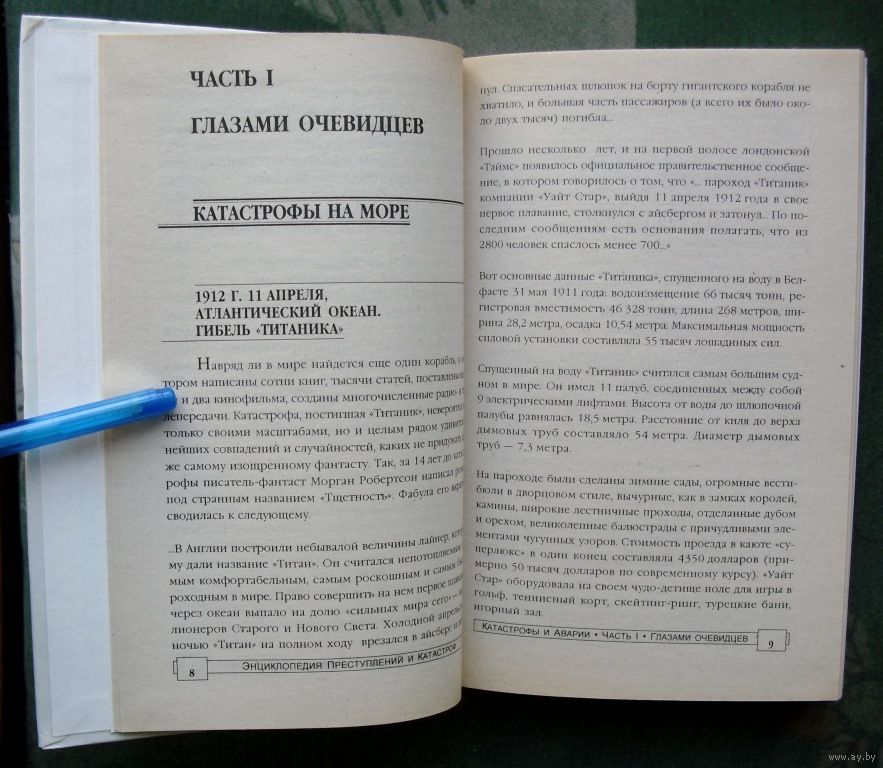 ЧАСТЬ I
ГЛАЗАМИ ОЧЕВИДЦЕВ
КАТАСТРОФЫ НА МОРЕ
1912 Г. 11 АПРЕЛЯ,
АТЛАНТИЧЕСКИЙ ОКЕАН.
ГИБЕЛЬ «ТИТАНИКА»
Навряд ли в мире найдется еще один корабль,
тором написаны сотни книг, тысячи статей, поставлены
и два кинофильма, созданы многочисленные радио-
лепередачи. Катастрофа, постигшая «Титаник», невероятна
только своими масштабами, но и целым рядом удиви
нейших совпадений и случайностей, каких не придумать
же самому изощренному фантасту. Так, за 14 лет до ката
рофы писатель-фантаст Морган Робертсон написал ром
под странным названием «Тщетность». Фабула его
сводилась к следующему.
...В Англии построили небывалой величины лайнер, кот
му дали название «Титан». Он считался непотопляемым
мым комфортабельным, самым роскошным и самым бы
роходным в мире. Право совершить на нем первое плава
через океан выпало на долю «сильных мира сего» –
лионеров Старого и Нового Света. Холодной апрель
ночью «Титан» на полном ходу врезался в айсберг и
8 ЭНЦИКЛОПЕДИЯ ПРЕСТУПЛЕНИЙ И КАТАСТРОФ
нул. Спасательных шлюпок на борту гигантского корабля не
хватило, и большая часть пассажиров (а всего их было око-
ло двух тысяч) погибла...
Прошло несколько лет, и на первой полосе лондонской
«Таймс» появилось официальное правительственное сообще-
ние, в котором говорилось о том, что «... пароход «Титаник»
компании «Уайт Стар», выйдя 11 апреля 1912 года в свое
первое плавание, столкнулся с айсбергом и затонул... По по-
следним сообщениям есть основания полагать, что из
2800 человек спаслось менее 700...»
Вот основные данные «Титаника», спущенного на воду в Бел-
фасте 31 мая 1911 года: водоизмещение 66 тысяч тонн, ре-
гистровая вместимость 46 328 тонн, длина 268 метров, ши-
рина 28,2 метра, осадка 10,54 метра. Максимальная мощность
силовой установки составляла 55 тысяч лошадиных сил.
Спущенный на воду «Титаник» считался самым большим суд-
ном в мире. Он имел 11 палуб, соединенных между собой
9 электрическими лифтами. Высота от воды до шлюпочной
палубы равнялась 18,5 метра. Расстояние от киля до верха
дымовых труб составляло 54 метра. Диаметр дымовых
труб — 7,3 метра.
На пароходе были сделаны зимние сады, огромные вести-
бюли в дворцовом стиле, вычурные, как в замках королей,
камины, широкие лестничные проходы, отделанные дубом
и орехом, великолепные балюстрады с причудливыми эле-
ментами чугунных узоров. Стоимость проезда в каюте «су-
перлюкс» в один конец составляла 4350 долларов (при-
мерно 50 тысяч долларов по современному курсу). «Уайт
Стар» оборудовала на своем чудо-детище поле для игры в
гольф, теннисный корт, скейтинг-ринг, турецкие бани,
игорный зал.
КАТАСТРОФЫ И АВАРИИ • ЧАСТЬ I • ГЛАЗАМИ ОЧЕВИДЦЕВ 9
www.ay.by